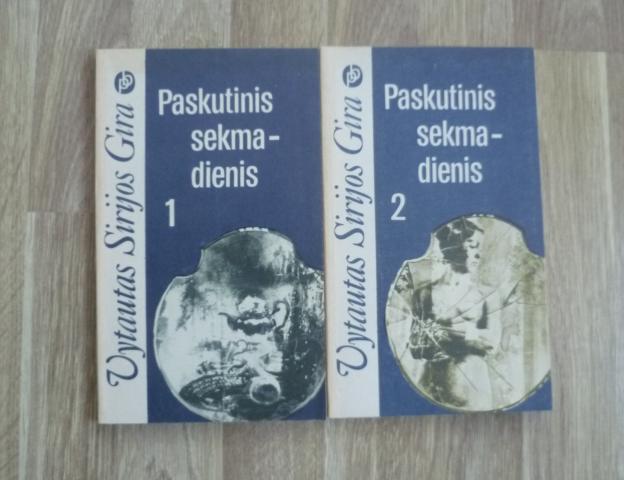 Vytautas Sirijos Gira
Paskutinis
sekma-
dienis
1
Vytautas Sirijos Gira
Paskutinis
sekma-
dienis
2